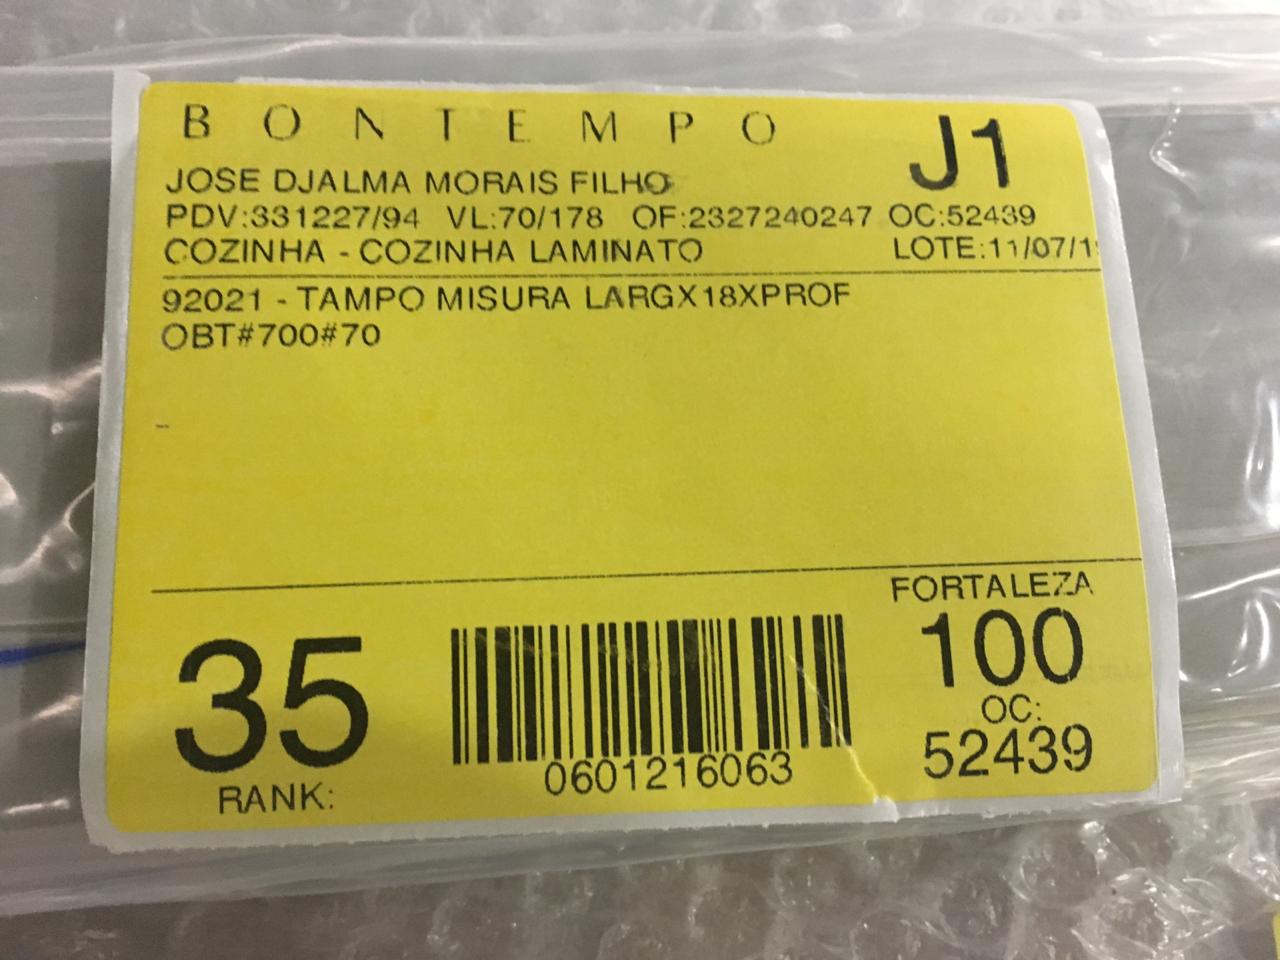 BONTEMPO J1
JOSE DJALMA MORAIS FILHO
PDV:331227/94 VL:70/178 OF:2327240247 OC:52439
COZINHA - COZINHA LAMINATO LOTE:11/07/1
92021 - TAMPO MISURA LARGX18XPROF
OBT#700#70
-
FORTALEZA
35 100
OC:
0601216063 52439
RANK: